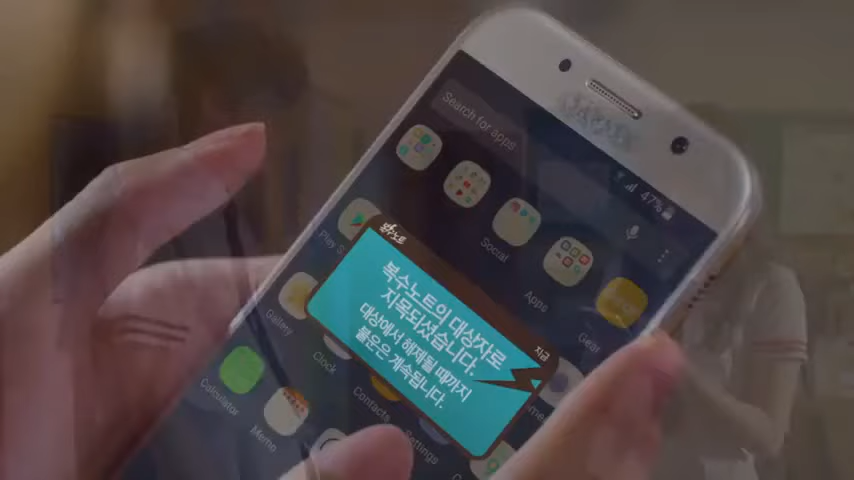 Search for apps
47%
Play S
Social
Apps
Gear
Gallery
Clock
Contacts
Settings
Calculator
Memo
복수노트
지금
복수노트의 대상자로
지목되셨습니다.
대상에서 해제될 때까지
불운은 계속됩니다.